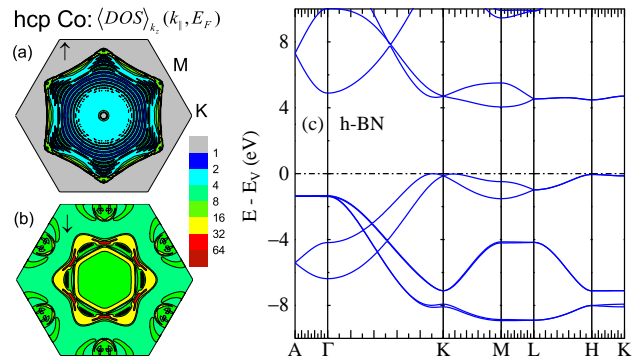 hcp Co: ⟨DOS⟩k_z (k_∥, E_F)
(a)
↑
M
K
1
2
4
8
16
32
64
(b)
↓
E - E_V (eV)
8
4
0
−4
−8
(c) h-BN
A Γ K M L H K